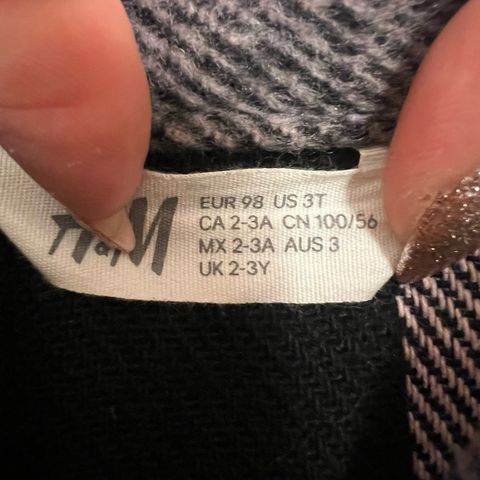 H&M
EUR 98 US 3T
CA 2-3A CN 100/56
MX 2-3A AUS 3
UK 2-3Y